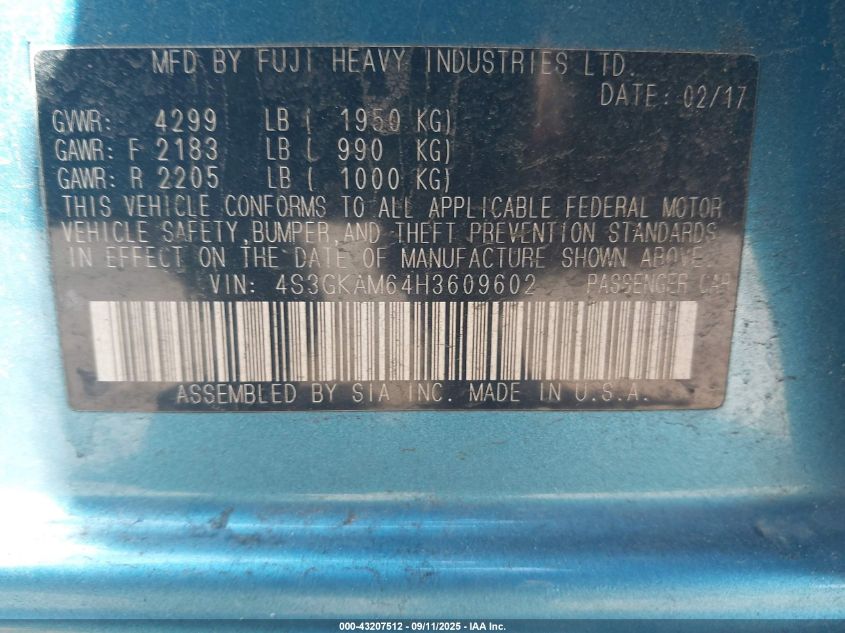 MFD BY FUJI HEAVY INDUSTRIES LTD.
DATE: 02/17
GVWR: 4299 LB ( 1950 KG)
GAWR: F 2183 LB ( 990 KG)
GAWR: R 2205 LB ( 1000 KG)
THIS VEHICLE CONFORMS TO ALL APPLICABLE FEDERAL MOTOR
VEHICLE SAFETY, BUMPER, AND THEFT PREVENTION STANDARDS
IN EFFECT ON THE DATE OF MANUFACTURE SHOWN ABOVE.
VIN: 4S3GKAM64H3609602 PASSENGER CAR
ASSEMBLED BY SIA INC. MADE IN U.S.A.
000-43207512 - 09/11/2025 - IAA Inc.